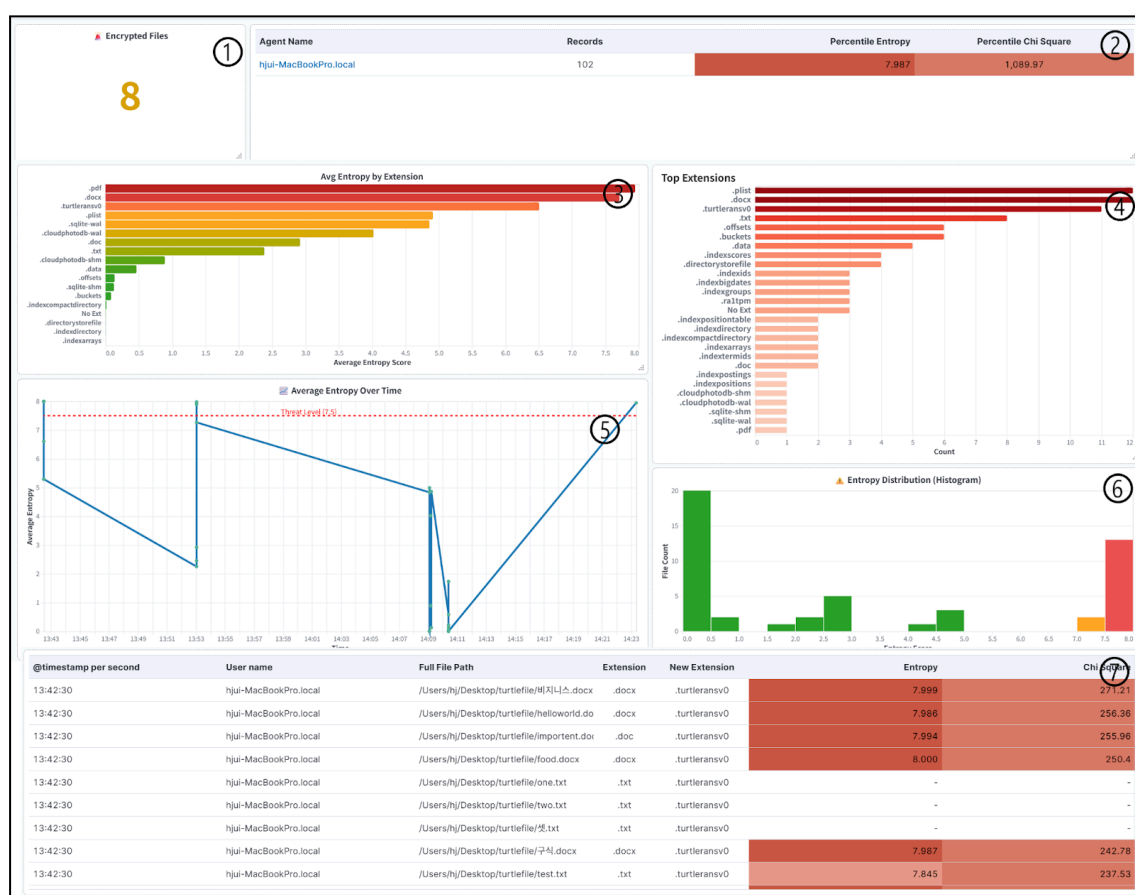 🚨 Encrypted Files
①
8
Agent Name Records Percentile Entropy Percentile Chi Square
②
hjui-MacBookPro.local 102 7.987 1,089.97
Avg Entropy by Extension
③
.pdf
.docx
.turtleransv0
.plist
.sqlite-wal
.cloudphotodb-wal
.doc
.txt
.cloudphotodb-shm
.data
.offsets
.sqlite-shm
.buckets
.indexcompactdirectory
No Ext
.directorystorefile
.indexdirectory
.indexarrays
0.0 0.5 1.0 1.5 2.0 2.5 3.0 3.5 4.0 4.5 5.0 5.5 6.0 6.5 7.0 7.5 8.0
Average Entropy Score
Top Extensions
④
.plist
.docx
.turtleransv0
.txt
.offsets
.buckets
.data
.indexscores
.directorystorefile
.indexids
.indexbigdates
.indexgroups
.ra1tpm
No Ext
.indexpositiontable
.indexdirectory
.indexcompactdirectory
.indexarrays
.indextermids
.doc
.indexpostings
.indexpositions
.cloudphotodb-shm
.cloudphotodb-wal
.sqlite-shm
.sqlite-wal
.pdf
0 1 2 3 4 5 6 7 8 9 10 11 12
Count
📈 Average Entropy Over Time
Threat Level (7.5)
⑤
Average Entropy
8
7
6
5
4
3
2
1
0
13:43 13:45 13:47 13:49 13:51 13:53 13:55 13:57 13:59 14:01 14:03 14:05 14:07 14:09 14:11 14:13 14:15 14:17 14:19 14:21 14:23
Time
⚠ Entropy Distribution (Histogram)
⑥
File Count
20
15
10
5
0.0 0.5 1.0 1.5 2.0 2.5 3.0 3.5 4.0 4.5 5.0 5.5 6.0 6.5 7.0 7.5 8.0
Entropy Score
@timestamp per second User name Full File Path Extension New Extension Entropy Chi Square
⑦
13:42:30 hjui-MacBookPro.local /Users/hj/Desktop/turtlefile/비지니스.docx .docx .turtleransv0 7.999 271.21
13:42:30 hjui-MacBookPro.local /Users/hj/Desktop/turtlefile/helloworld.do .docx .turtleransv0 7.986 256.36
13:42:30 hjui-MacBookPro.local /Users/hj/Desktop/turtlefile/importent.doc .doc .turtleransv0 7.994 255.96
13:42:30 hjui-MacBookPro.local /Users/hj/Desktop/turtlefile/food.docx .docx .turtleransv0 8.000 250.4
13:42:30 hjui-MacBookPro.local /Users/hj/Desktop/turtlefile/one.txt .txt .turtleransv0 - -
13:42:30 hjui-MacBookPro.local /Users/hj/Desktop/turtlefile/two.txt .txt .turtleransv0 - -
13:42:30 hjui-MacBookPro.local /Users/hj/Desktop/turtlefile/셋.txt .txt .turtleransv0 - -
13:42:30 hjui-MacBookPro.local /Users/hj/Desktop/turtlefile/구식.docx .docx .turtleransv0 7.987 242.78
13:42:30 hjui-MacBookPro.local /Users/hj/Desktop/turtlefile/test.txt .txt .turtleransv0 7.845 237.53